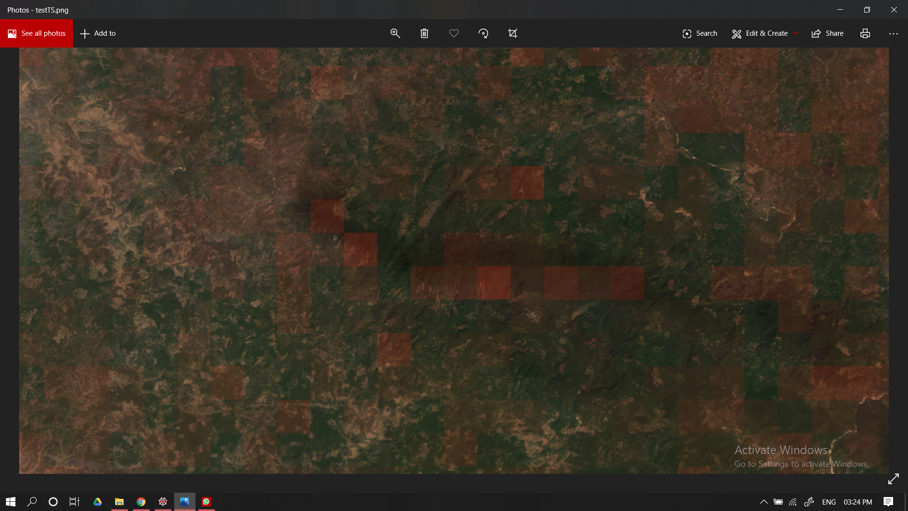 Photos - testTS.png
See all photos
Add to
Search
Edit & Create
Share
Activate Windows
Go to Settings to activate Windows.
ENG
03:24 PM